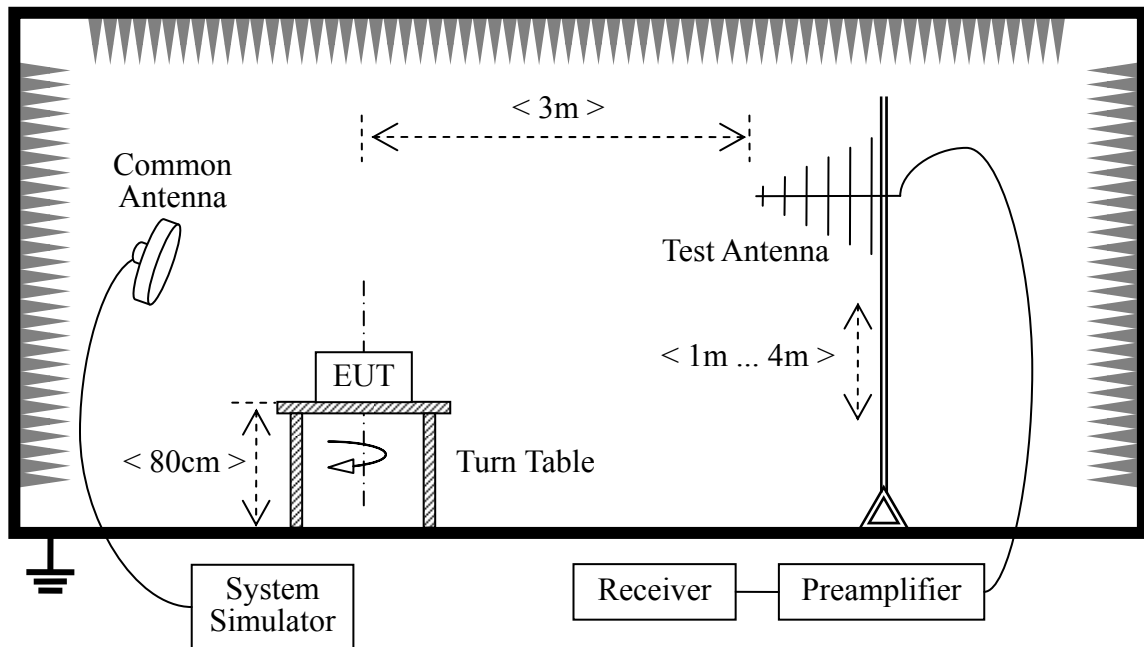 < 3m >
Common
Antenna
Test Antenna
< 1m ... 4m >
EUT
< 80cm >
Turn Table
System
Simulator
Receiver
Preamplifier